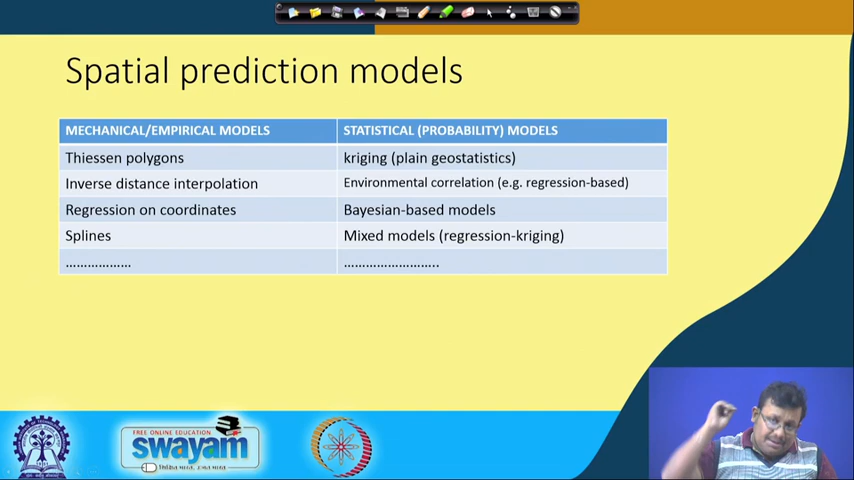 Spatial prediction models
MECHANICAL/EMPIRICAL MODELS STATISTICAL (PROBABILITY) MODELS
Thiessen polygons kriging (plain geostatistics)
Inverse distance interpolation Environmental correlation (e.g. regression-based)
Regression on coordinates Bayesian-based models
Splines Mixed models (regression-kriging)
……………… ……………………..
FREE ONLINE EDUCATION
swayam